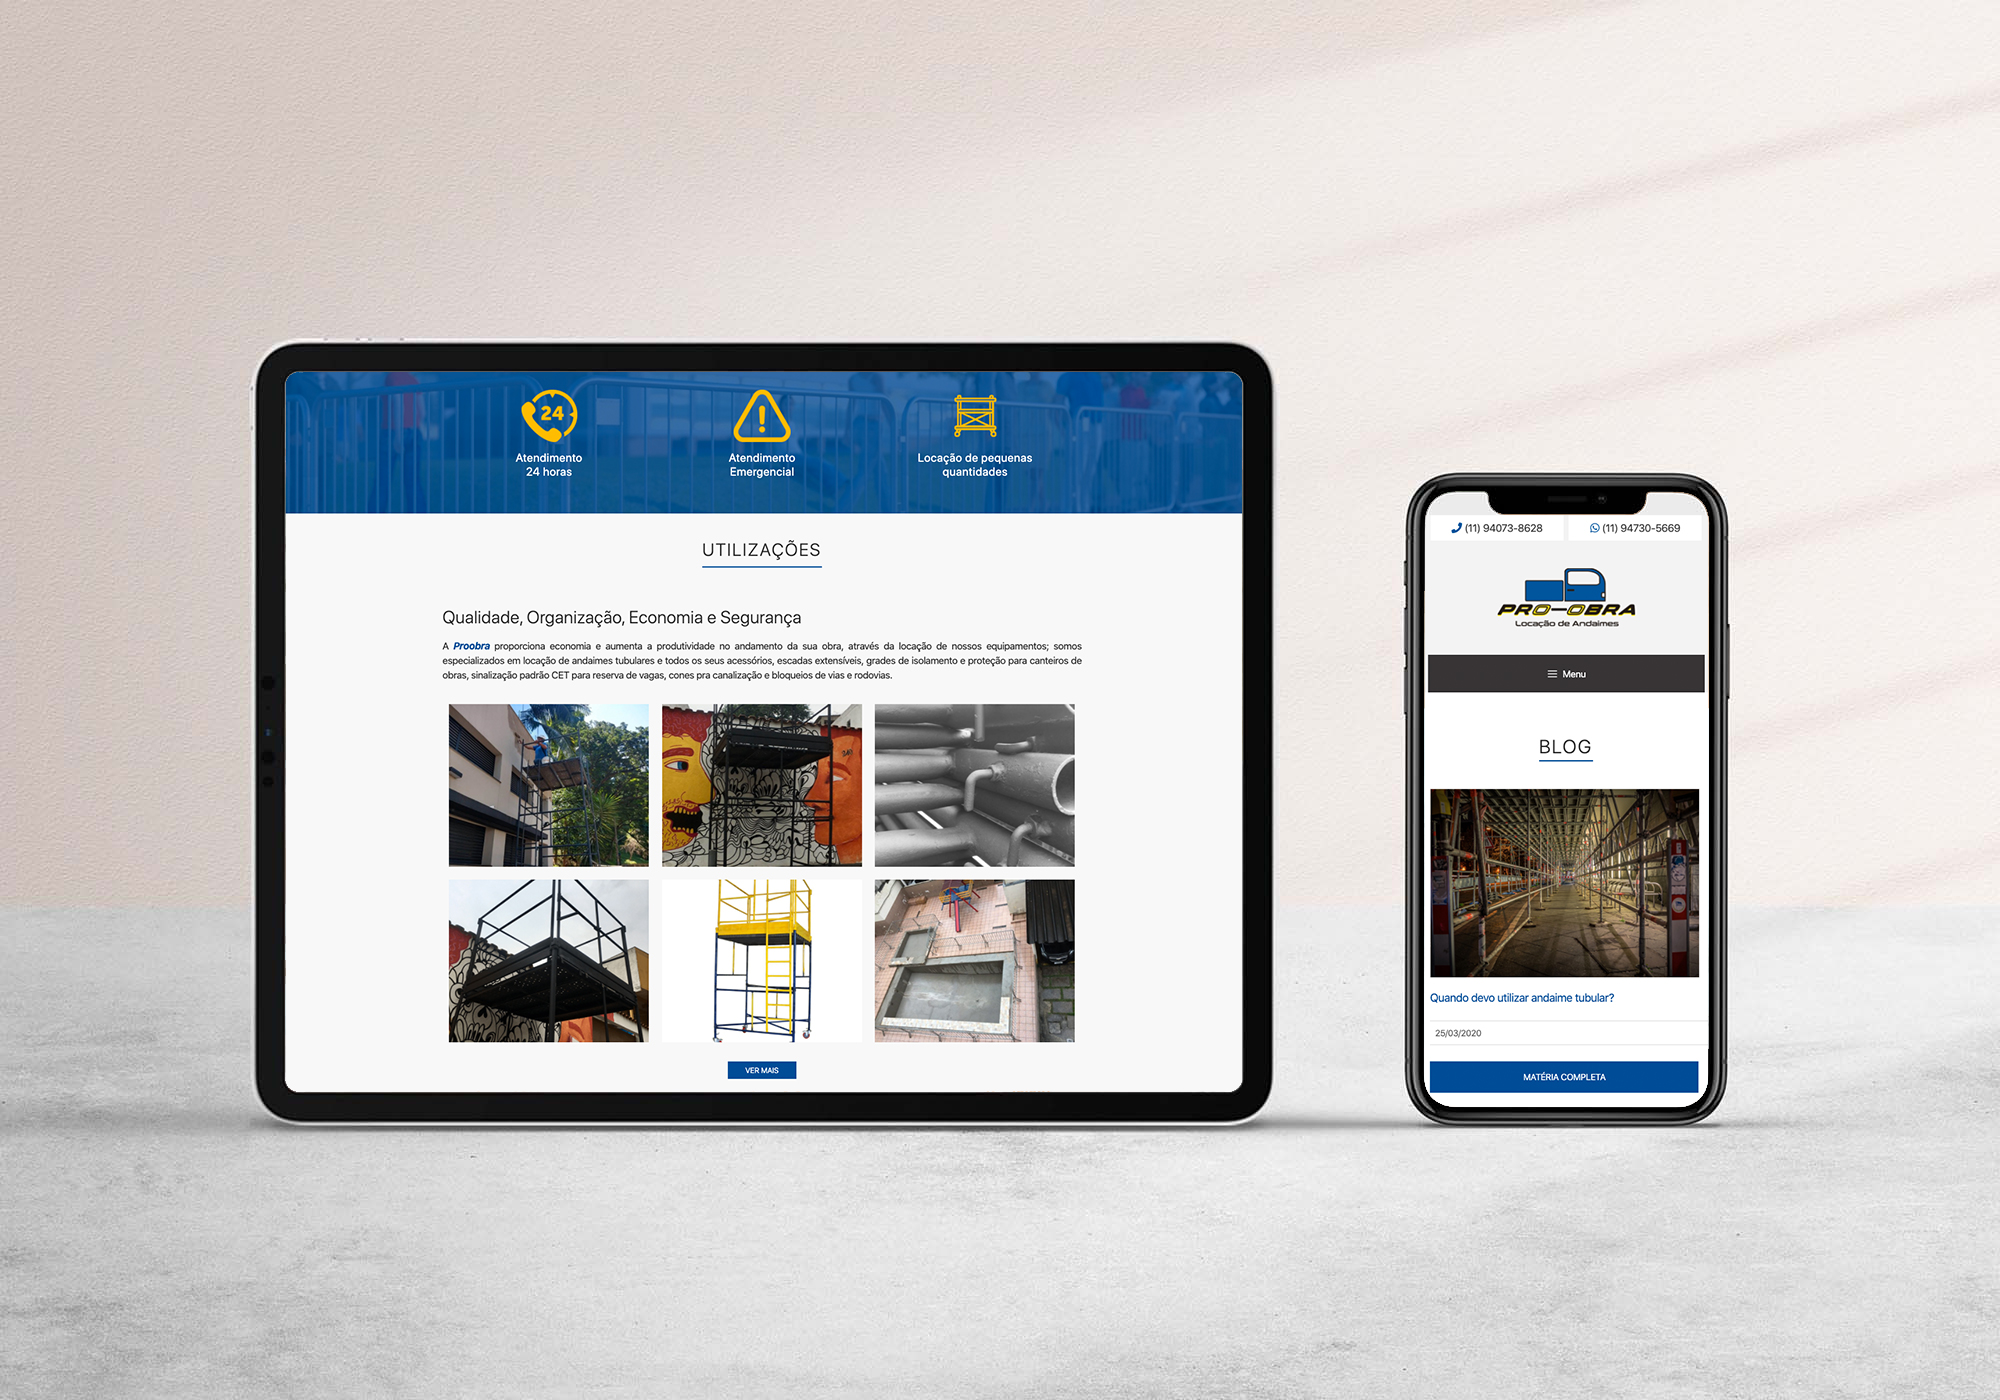 24
Atendimento
24 horas
Atendimento
Emergencial
Locação de pequenas
quantidades
UTILIZAÇÕES
Qualidade, Organização, Economia e Segurança
A Proobra proporciona economia e aumenta a produtividade no andamento da sua obra, através da locação de nossos equipamentos; somos
especializados em locação de andaimes tubulares e todos os seus acessórios, escadas extensíveis, grades de isolamento e proteção para canteiros de
obras, sinalização padrão CET para reserva de vagas, cones pra canalização e bloqueios de vias e rodovias.
VER MAIS
(11) 94073-8628
(11) 94730-5669
PRO-OBRA
Locação de Andaimes
Menu
BLOG
Quando devo utilizar andaime tubular?
25/03/2020
MATÉRIA COMPLETA